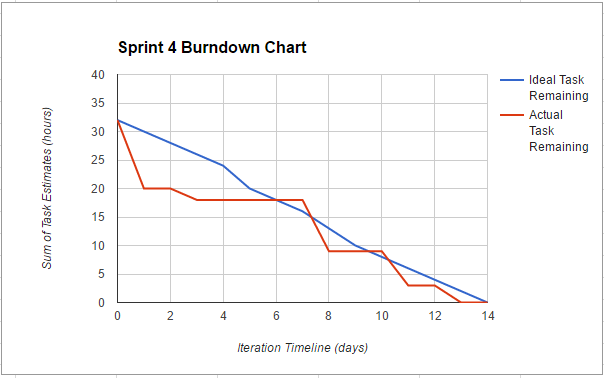 Sprint 4 Burndown Chart
40
35
30
25
20
15
10
5
0
Sum of Task Estimates (hours)
0 2 4 6 8 10 12 14
Iteration Timeline (days)
Ideal Task
Remaining
Actual
Task
Remaining